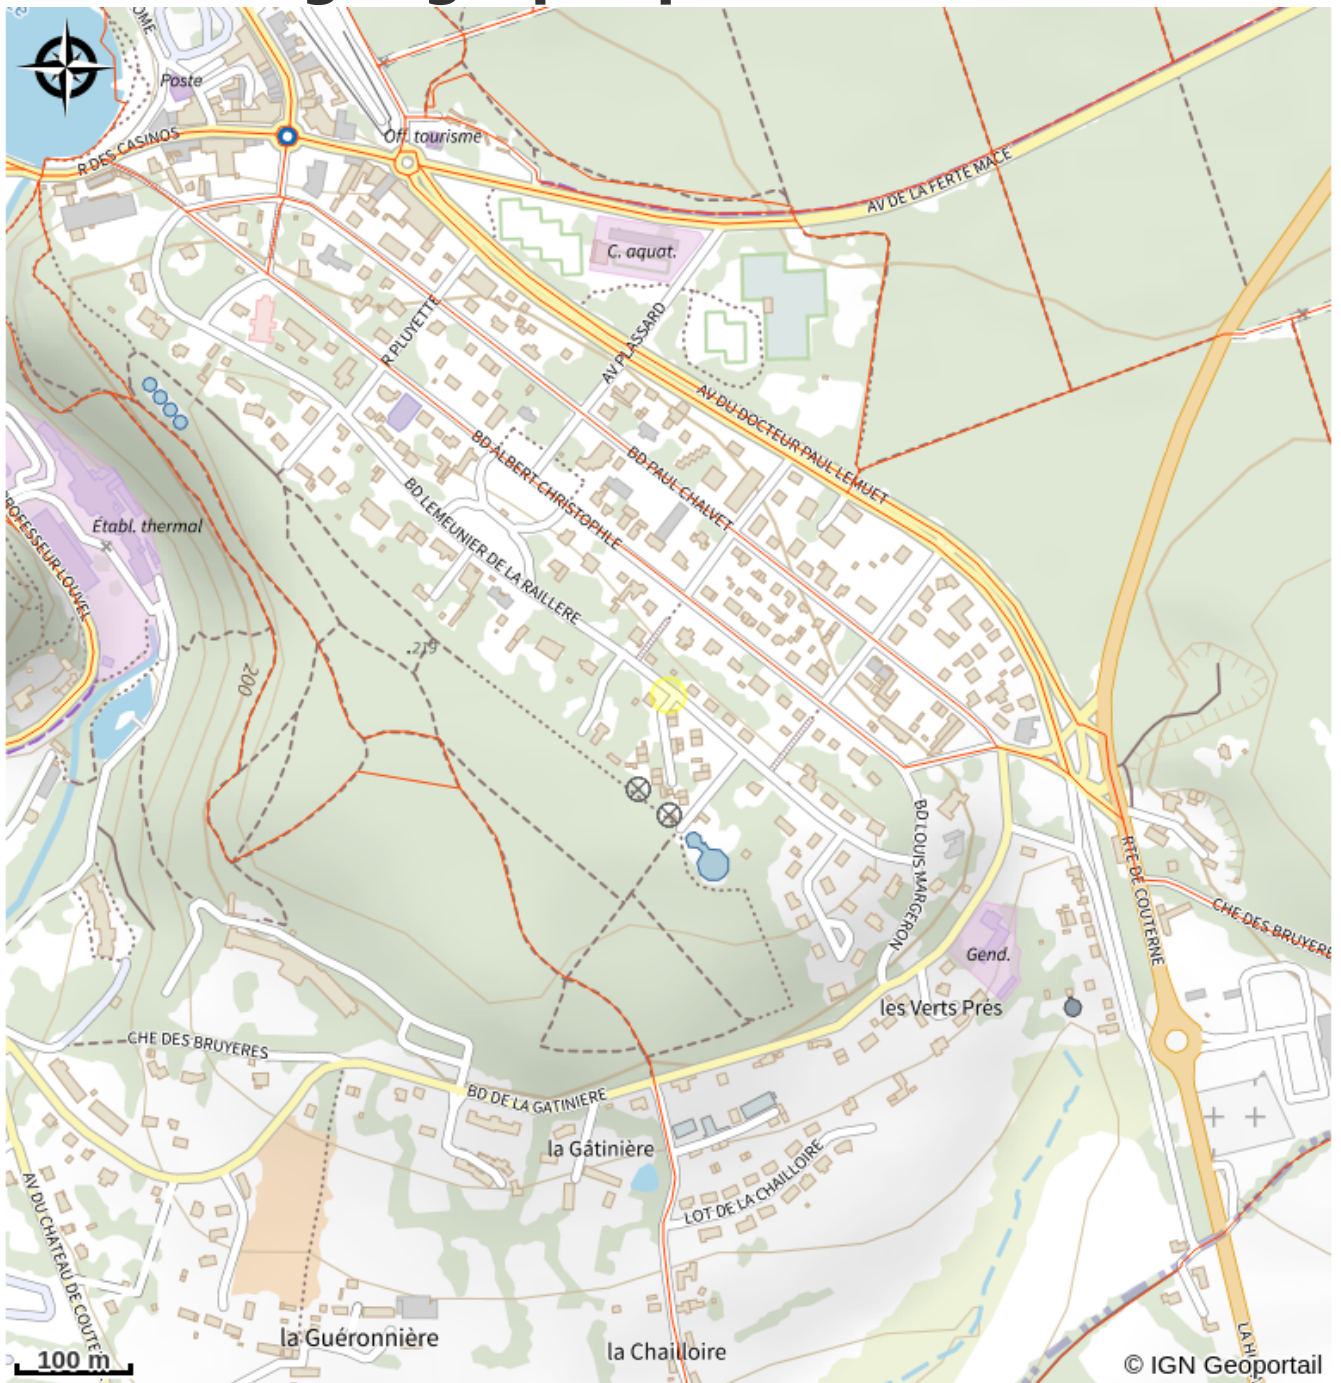 Poste
Off. tourisme
R DES CASINOS
AV DE LA FERTE MACE
C. aquat.
R PLUYETTE
AV PLASSARD
AV DU DOCTEUR PAUL LEMUET
BD ALBERT CHRISTOPHLE
BD PAUL CHALVET
BD LEMEUNIER DE LA RAILLERE
Établ. thermal
PROFESSEUR LOUVEL
219
200
BD LOUIS MARGERON
RTE DE COUTERNE
CHE DES BRUYERE
Gend.
les Verts Prés
CHE DES BRUYERES
BD DE LA GATINIERE
la Gâtinière
LOT DE LA CHAILLOIRE
AV DU CHATEAU DE COUTE
la Guéronnière
la Chailloire
100 m
© IGN Geoportail